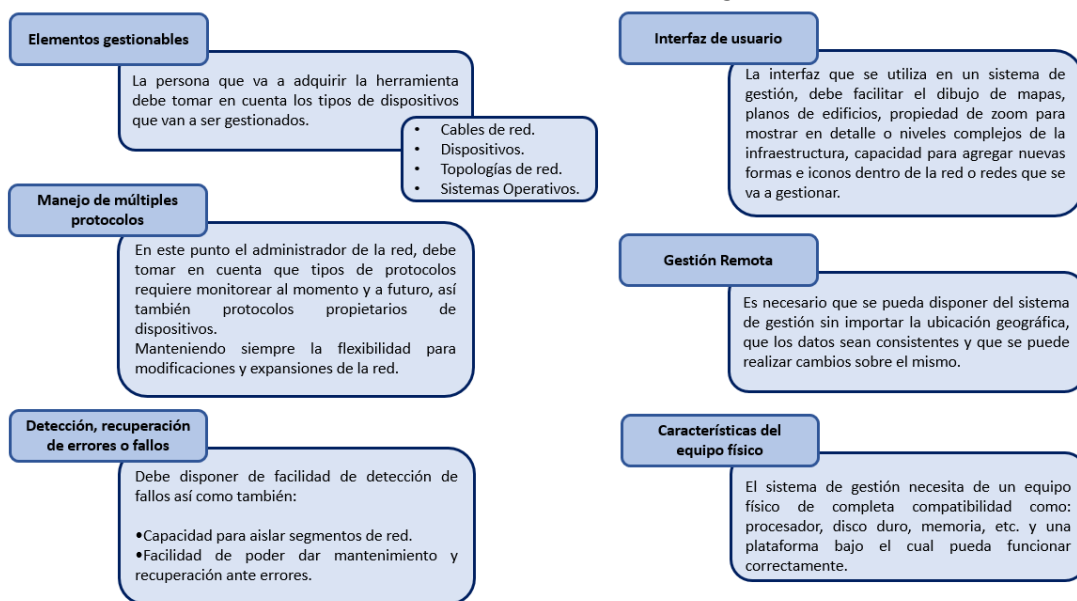 Elementos gestionables
La persona que va a adquirir la herramienta
debe tomar en cuenta los tipos de dispositivos
que van a ser gestionados.
• Cables de red.
• Dispositivos.
• Topologías de red.
• Sistemas Operativos.
Manejo de múltiples
protocolos
En este punto el administrador de la red, debe
tomar en cuenta que tipos de protocolos
requiere monitorear al momento y a futuro, así
también protocolos propietarios de
dispositivos.
Manteniendo siempre la flexibilidad para
modificaciones y expansiones de la red.
Detección, recuperación
de errores o fallos
Debe disponer de facilidad de detección de
fallos así como también:
•Capacidad para aislar segmentos de red.
•Facilidad de poder dar mantenimiento y
recuperación ante errores.
Interfaz de usuario
La interfaz que se utiliza en un sistema de
gestión, debe facilitar el dibujo de mapas,
planos de edificios, propiedad de zoom para
mostrar en detalle o niveles complejos de la
infraestructura, capacidad para agregar nuevas
formas e iconos dentro de la red o redes que se
va a gestionar.
Gestión Remota
Es necesario que se pueda disponer del sistema
de gestión sin importar la ubicación geográfica,
que los datos sean consistentes y que se puede
realizar cambios sobre el mismo.
Características del
equipo físico
El sistema de gestión necesita de un equipo
físico de completa compatibilidad como:
procesador, disco duro, memoria, etc. y una
plataforma bajo el cual pueda funcionar
correctamente.